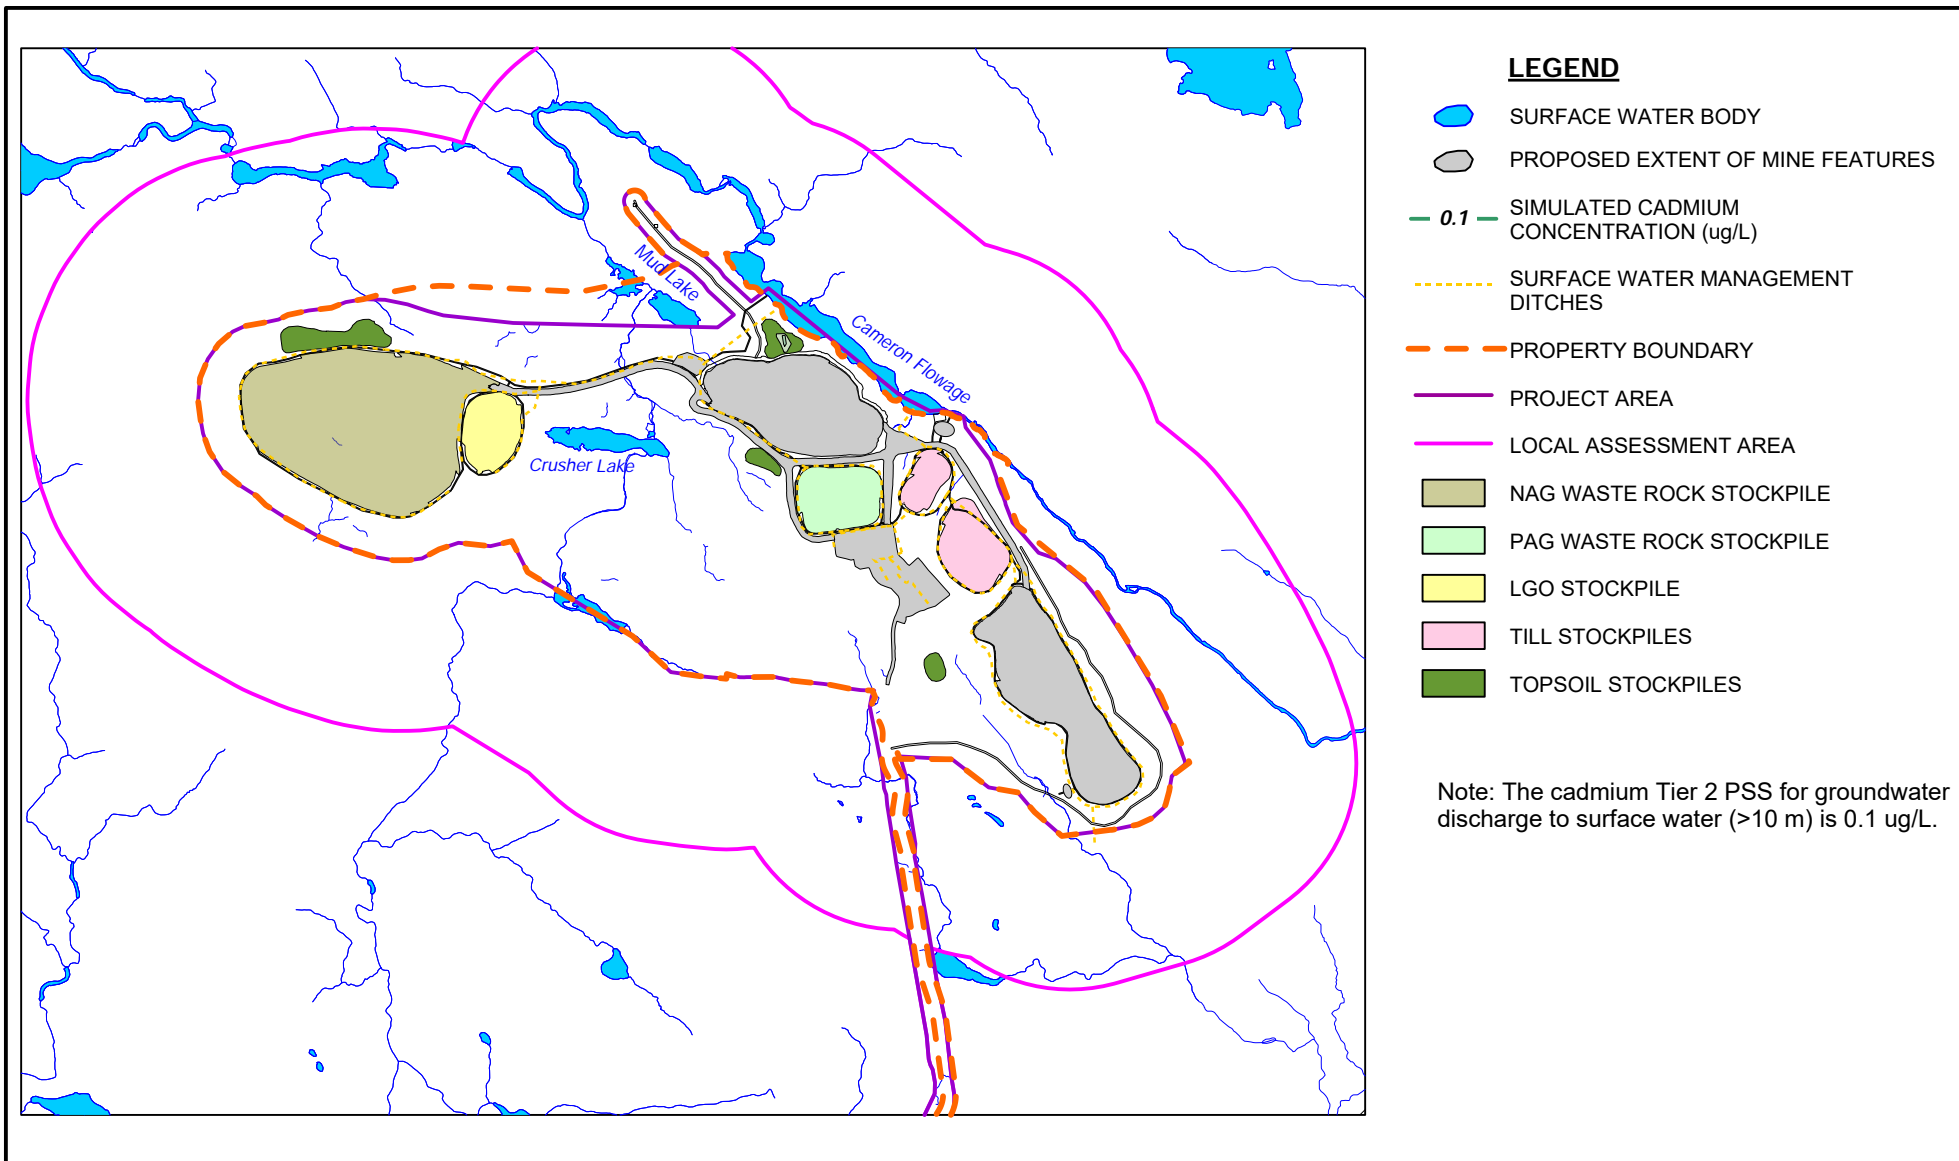 LEGEND
SURFACE WATER BODY
PROPOSED EXTENT OF MINE FEATURES
0.1
SIMULATED CADMIUM
CONCENTRATION (ug/L)
SURFACE WATER MANAGEMENT
DITCHES
PROPERTY BOUNDARY
PROJECT AREA
LOCAL ASSESSMENT AREA
NAG WASTE ROCK STOCKPILE
PAG WASTE ROCK STOCKPILE
LGO STOCKPILE
TILL STOCKPILES
TOPSOIL STOCKPILES
Note: The cadmium Tier 2 PSS for groundwater
discharge to surface water (>10 m) is 0.1 ug/L.
Mud Lake
Cameron Flowage
Crusher Lake